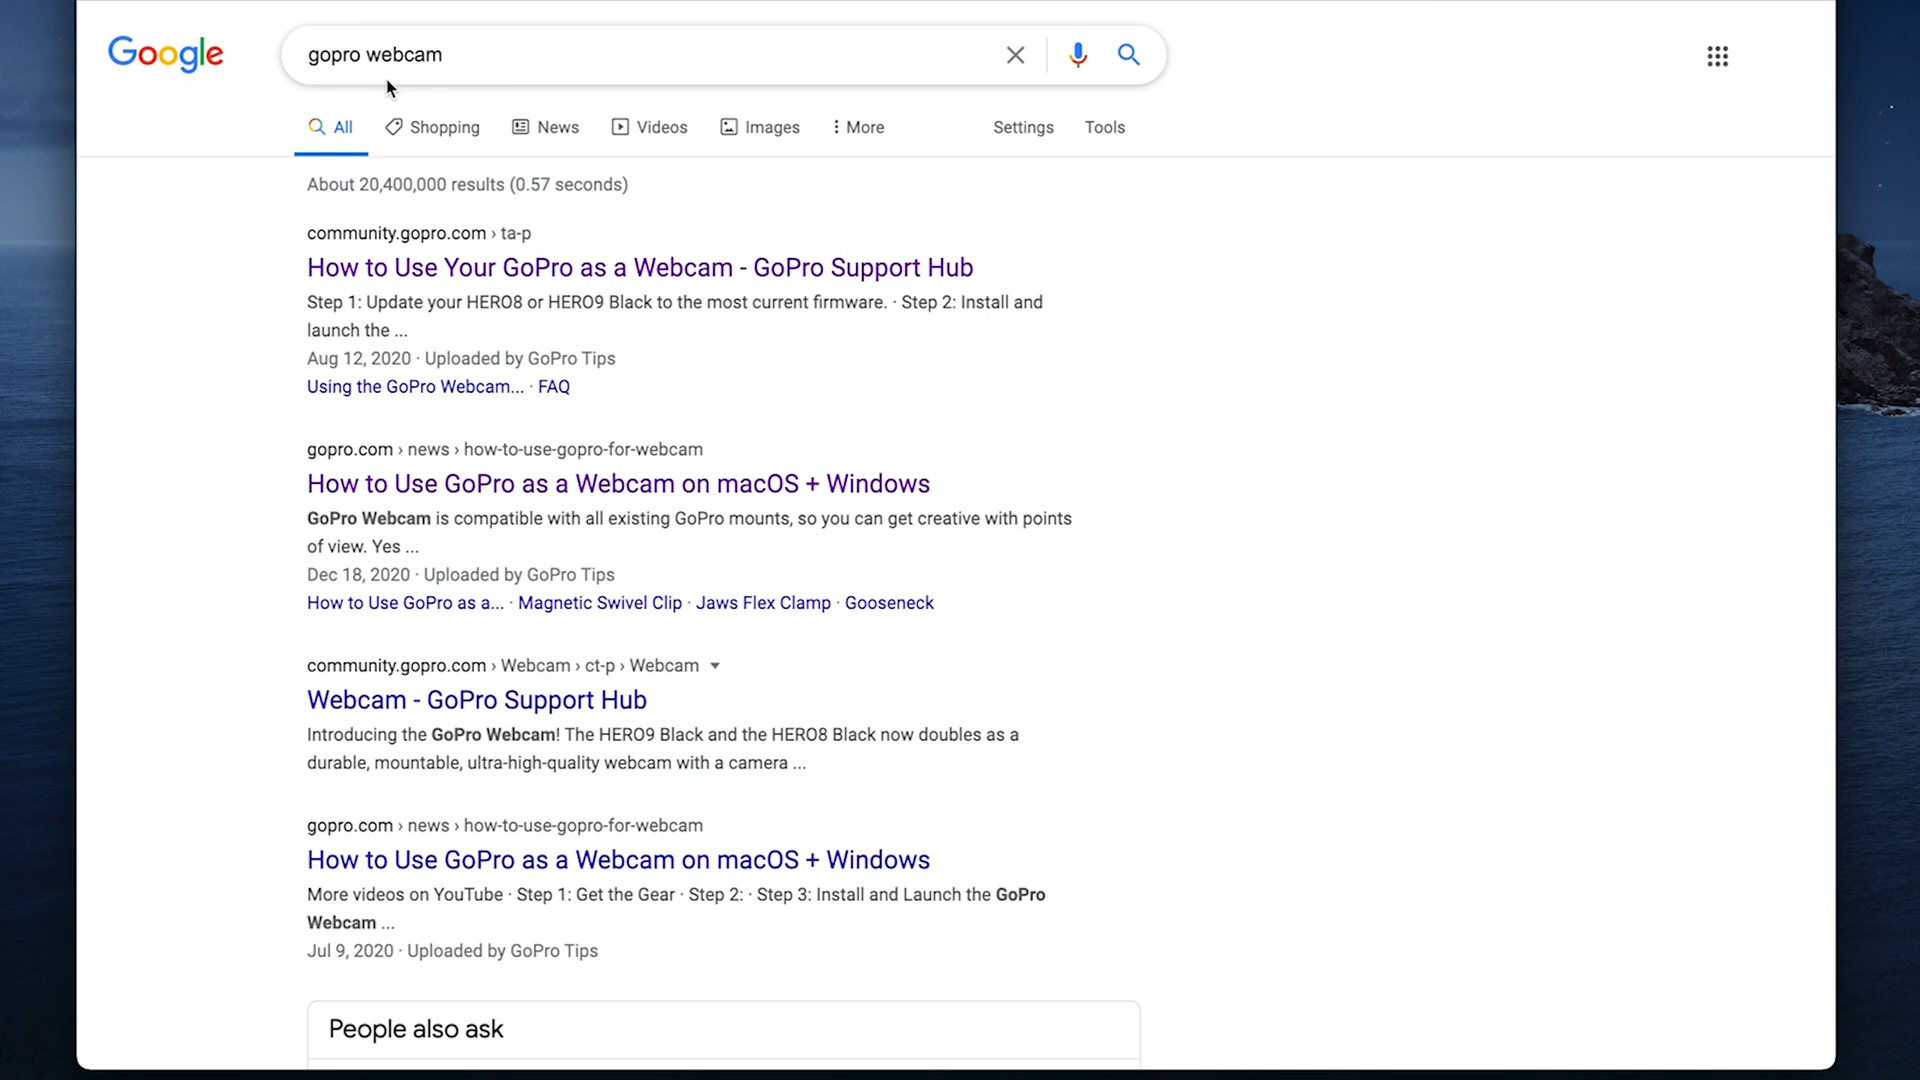 Google
gopro webcam
All
Shopping
News
Videos
Images
More
Settings
Tools
About 20,400,000 results (0.57 seconds)
community.gopro.com › ta-p
How to Use Your GoPro as a Webcam - GoPro Support Hub
Step 1: Update your HERO8 or HERO9 Black to the most current firmware. · Step 2: Install and
launch the ...
Aug 12, 2020 · Uploaded by GoPro Tips
Using the GoPro Webcam... · FAQ
gopro.com › news › how-to-use-gopro-for-webcam
How to Use GoPro as a Webcam on macOS + Windows
GoPro Webcam is compatible with all existing GoPro mounts, so you can get creative with points
of view. Yes ...
Dec 18, 2020 · Uploaded by GoPro Tips
How to Use GoPro as a... · Magnetic Swivel Clip · Jaws Flex Clamp · Gooseneck
community.gopro.com › Webcam › ct-p › Webcam
Webcam - GoPro Support Hub
Introducing the GoPro Webcam! The HERO9 Black and the HERO8 Black now doubles as a
durable, mountable, ultra-high-quality webcam with a camera ...
gopro.com › news › how-to-use-gopro-for-webcam
How to Use GoPro as a Webcam on macOS + Windows
More videos on YouTube · Step 1: Get the Gear · Step 2: · Step 3: Install and Launch the GoPro
Webcam ...
Jul 9, 2020 · Uploaded by GoPro Tips
People also ask